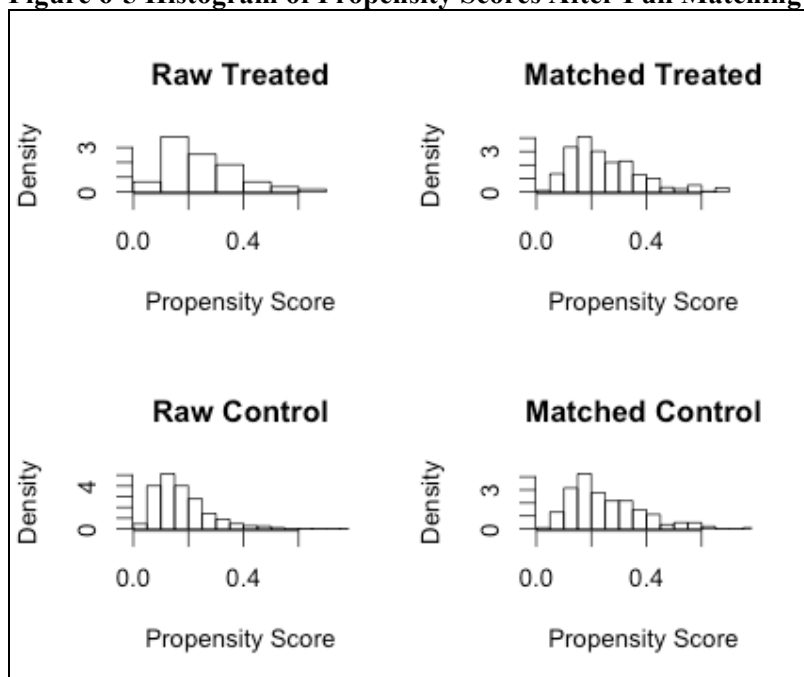 Figure 6-5 Histogram of Propensity Scores After Full Matching
Raw Treated
Density
3
0
0.0 0.4
Propensity Score
Matched Treated
Density
3
0
0.0 0.4
Propensity Score
Raw Control
Density
4
0
0.0 0.4
Propensity Score
Matched Control
Density
3
0
0.0 0.4
Propensity Score